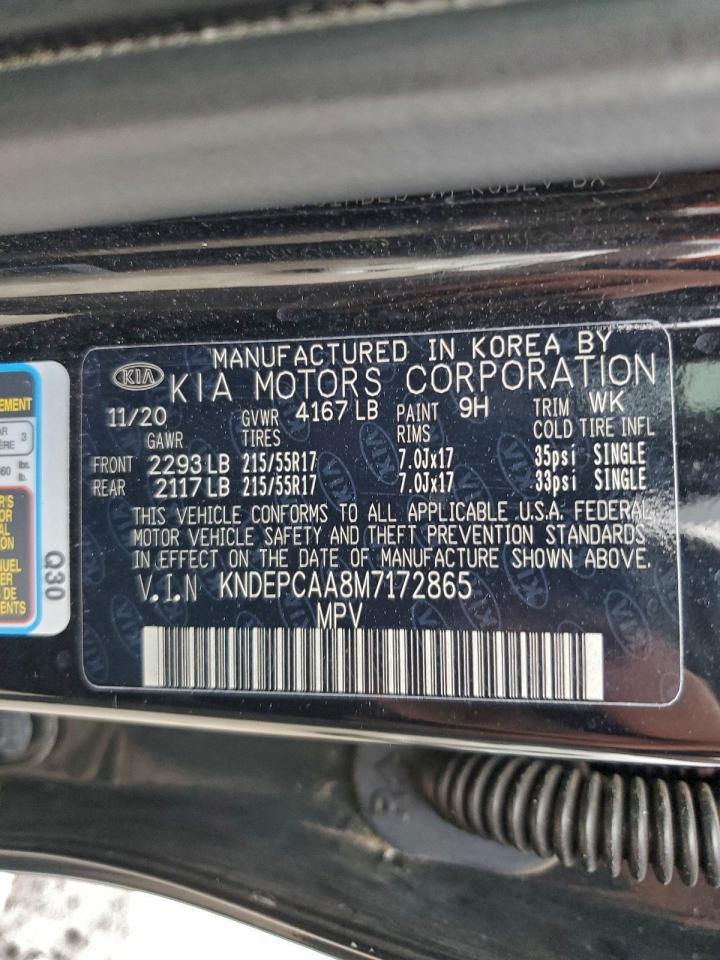 MANUFACTURED IN KOREA BY
KIA KIA MOTORS CORPORATION
11/20 GVWR 4167 LB PAINT 9H TRIM WK
GAWR TIRES RIMS COLD TIRE INFL
FRONT 2293 LB 215/55R17 7.0Jx17 35psi SINGLE
REAR 2117 LB 215/55R17 7.0Jx17 33psi SINGLE
THIS VEHICLE CONFORMS TO ALL APPLICABLE U.S.A. FEDERAL
MOTOR VEHICLE SAFETY AND THEFT PREVENTION STANDARDS
IN EFFECT ON THE DATE OF MANUFACTURE SHOWN ABOVE.
V.I.N KNDEPCAA8M7172865
MPV
Q30
3
lbs.
lb.